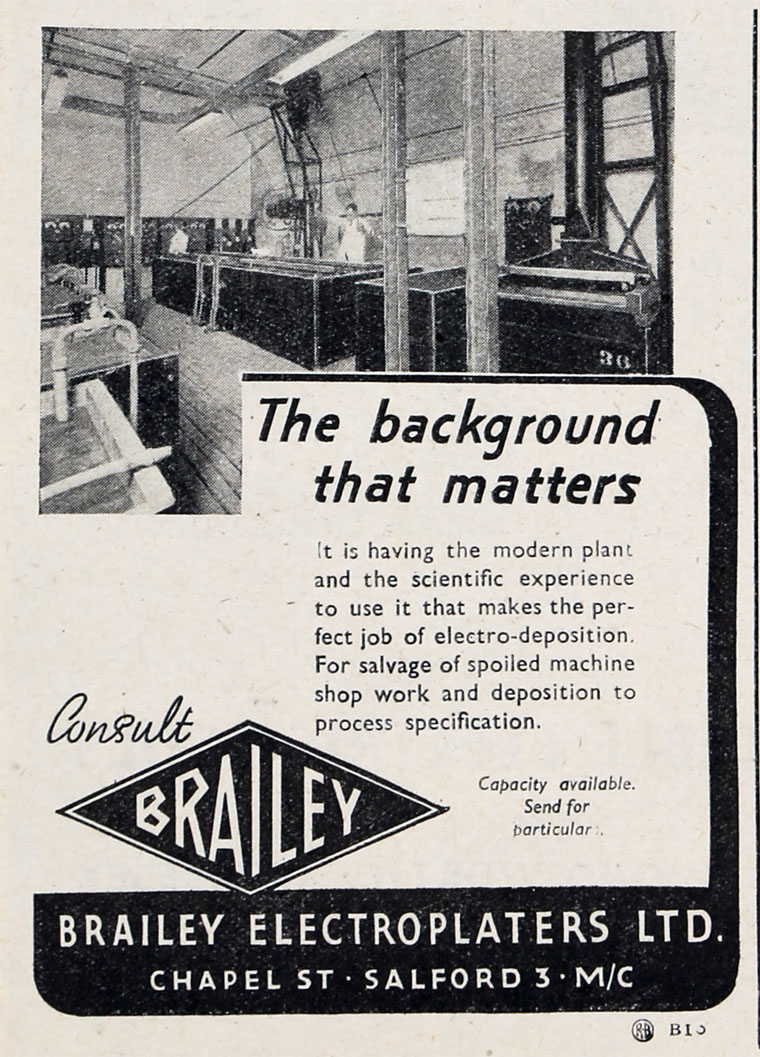 36
The background
that matters
It is having the modern plant
and the scientific experience
to use it that makes the per-
fect job of electro-deposition.
For salvage of spoiled machine
shop work and deposition to
process specification.
Consult
BRAILEY
Capacity available.
Send for
particulars.
BRAILEY ELECTROPLATERS LTD.
CHAPEL ST · SALFORD 3 · M/C